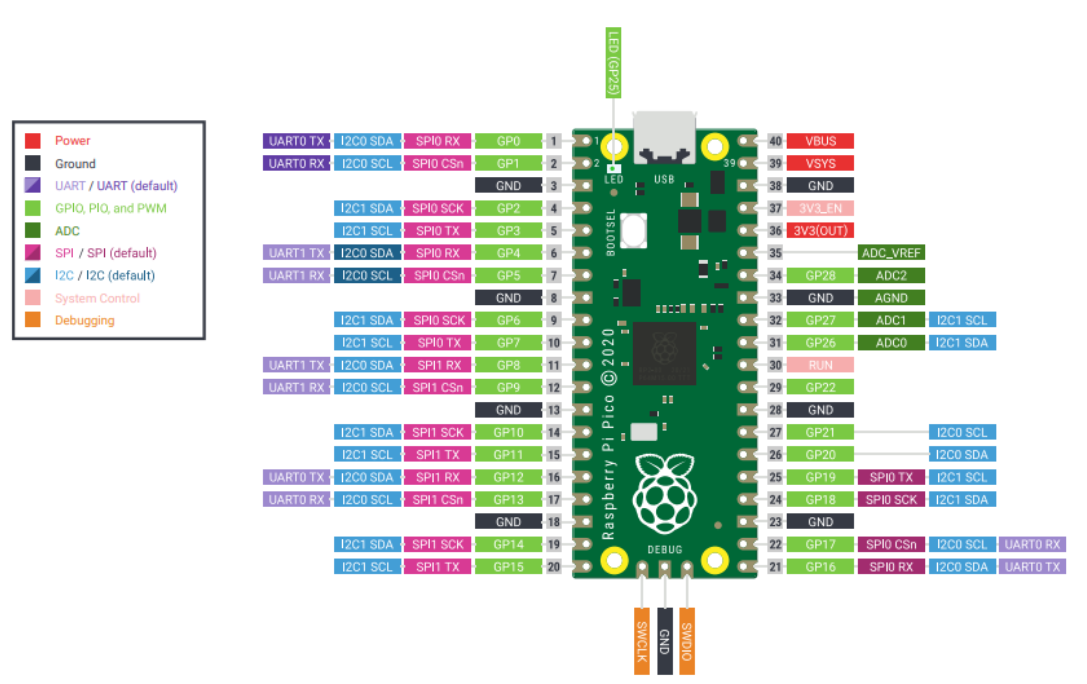 LED (GP25)
Power
Ground
UART / UART (default)
GPIO, PIO, and PWM
ADC
SPI / SPI (default)
I2C / I2C (default)
System Control
Debugging
UART0 TX I2C0 SDA SPI0 RX GP0 1 1 40 VBUS
UART0 RX I2C0 SCL SPI0 CSn GP1 2 2 39 39 VSYS
LED USB
GND 3 38 GND
I2C1 SDA SPI0 SCK GP2 4 37 3V3_EN
I2C1 SCL SPI0 TX GP3 5 36 3V3(OUT)
BOOTSEL
UART1 TX I2C0 SDA SPI0 RX GP4 6 35 ADC_VREF
UART1 RX I2C0 SCL SPI0 CSn GP5 7 34 GP28 ADC2
GND 8 33 GND AGND
I2C1 SDA SPI0 SCK GP6 9 32 GP27 ADC1 I2C1 SCL
I2C1 SCL SPI0 TX GP7 10 31 GP26 ADC0 I2C1 SDA
UART1 TX I2C0 SDA SPI1 RX GP8 11 30 RUN
UART1 RX I2C0 SCL SPI1 CSn GP9 12 29 GP22
GND 13 28 GND
I2C1 SDA SPI1 SCK GP10 14 27 GP21 I2C0 SCL
I2C1 SCL SPI1 TX GP11 15 26 GP20 I2C0 SDA
Raspberry Pi Pico © 2020
UART0 TX I2C0 SDA SPI1 RX GP12 16 25 GP19 SPI0 TX I2C1 SCL
UART0 RX I2C0 SCL SPI1 CSn GP13 17 24 GP18 SPI0 SCK I2C1 SDA
GND 18 23 GND
I2C1 SDA SPI1 SCK GP14 19 22 GP17 SPI0 CSn I2C0 SCL UART0 RX
DEBUG
I2C1 SCL SPI1 TX GP15 20 21 GP16 SPI0 RX I2C0 SDA UART0 TX
SWCLK
GND
SWDIO